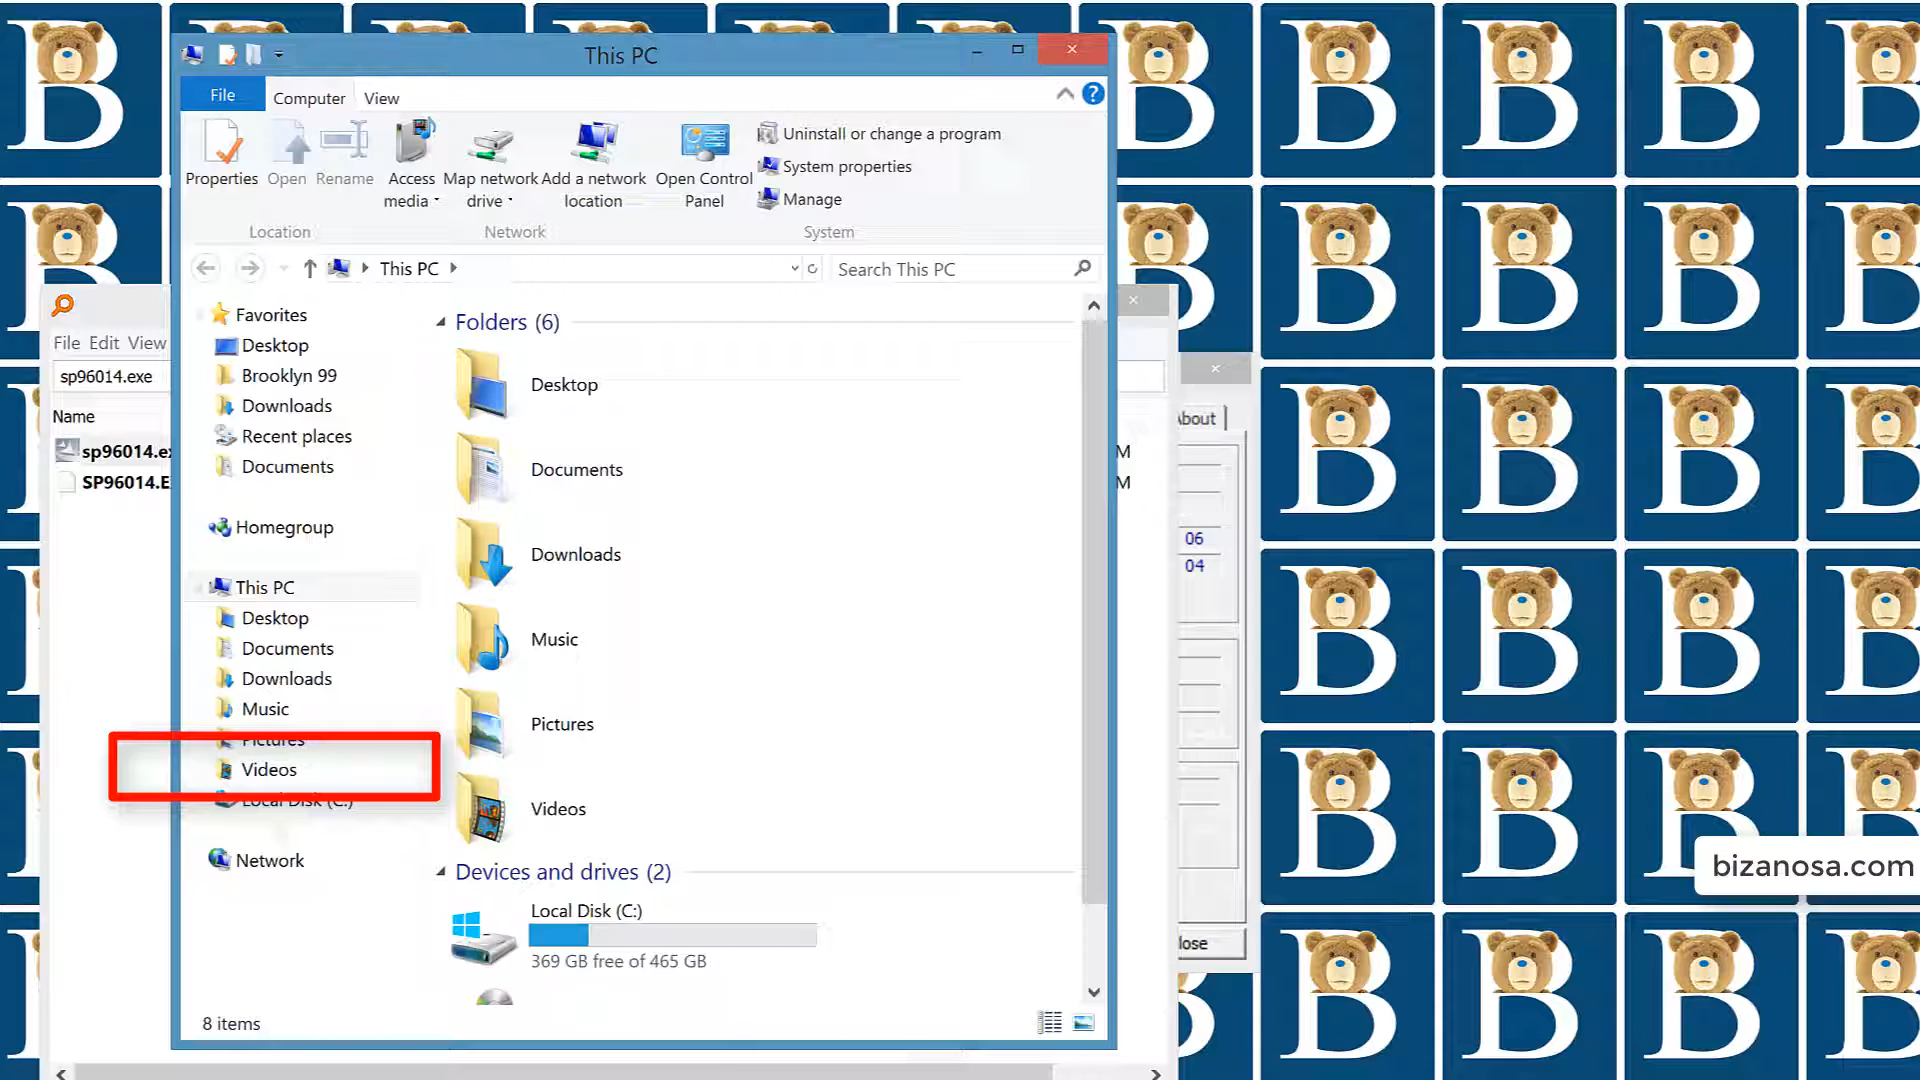 This PC
File
Computer
View
Properties
Open
Rename
Access media
Map network drive
Add a network location
Open Control Panel
Uninstall or change a program
System properties
Manage
Location
Network
System
This PC
Search This PC
Favorites
Desktop
Brooklyn 99
Downloads
Recent places
Documents
Homegroup
This PC
Desktop
Documents
Downloads
Music
Pictures
Videos
Local Disk (C:)
Network
Folders (6)
Desktop
Documents
Downloads
Music
Pictures
Videos
Devices and drives (2)
Local Disk (C:)
369 GB free of 465 GB
8 items
File Edit View
sp96014.exe
Name
sp96014.ex
SP96014.E
M
M
About
06
04
lose
bizanosa.com